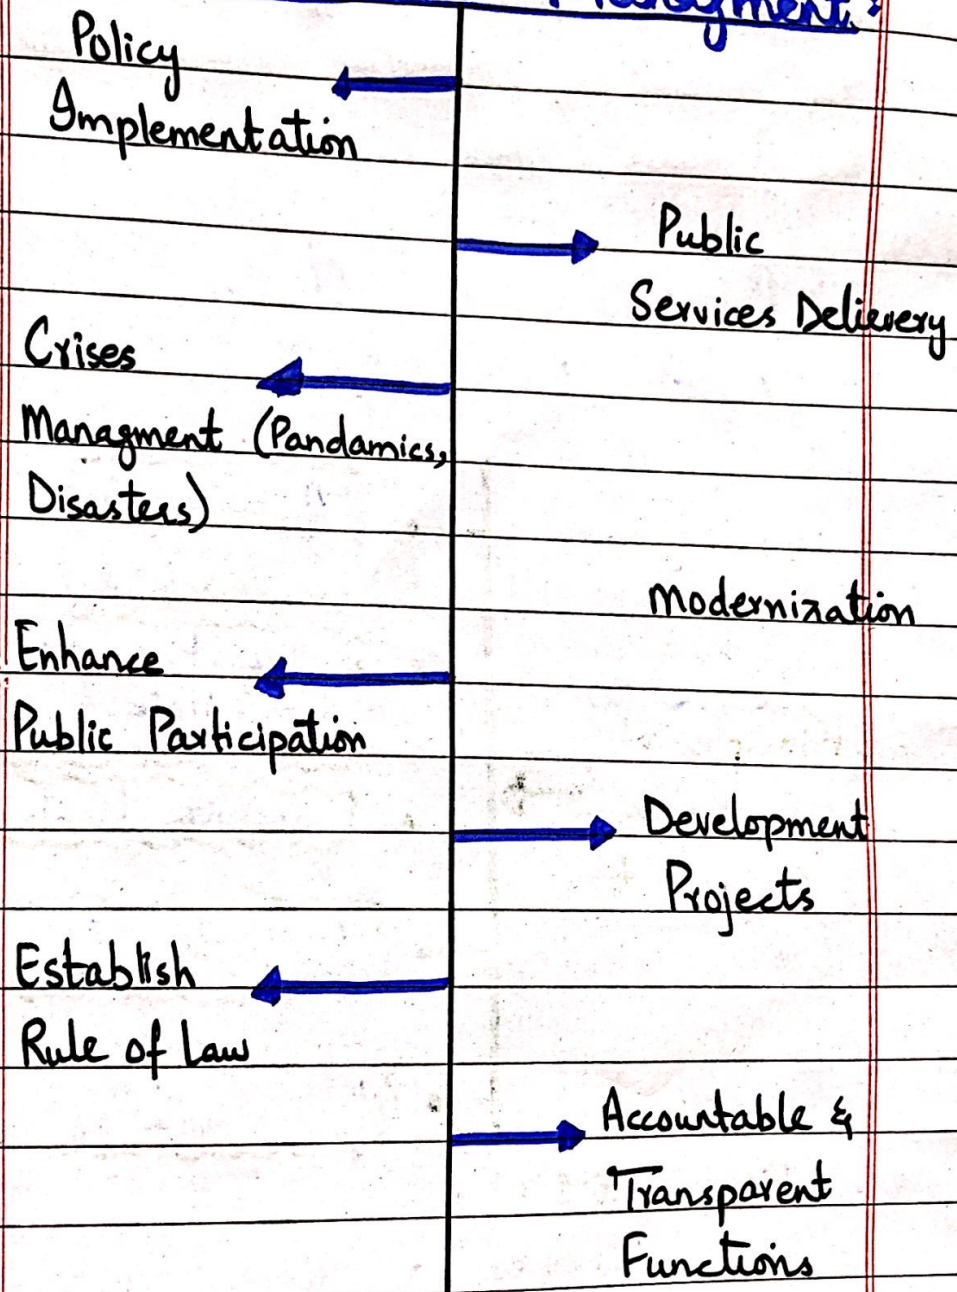 Managment:
Policy
Implementation
Public
Services Delievery
Crises
Managment (Pandamics,
Disasters)
Modernization
Enhance
Public Participation
Development
Projects
Establish
Rule of Law
Accountable &
Transparent
Functions